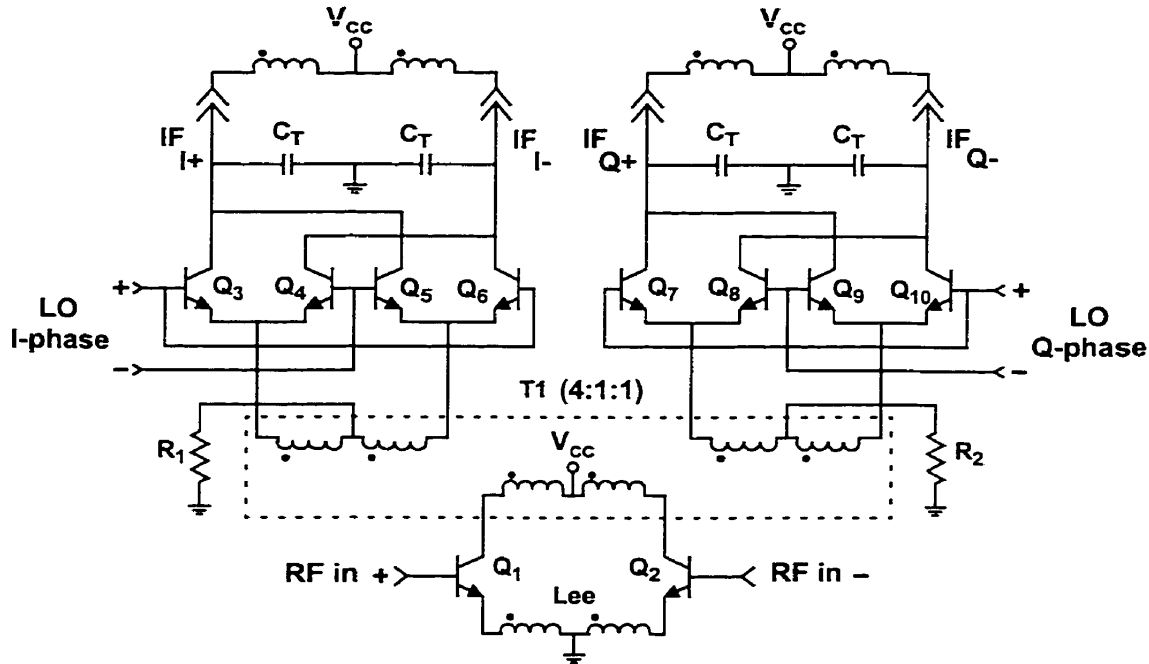 VCC VCC
IF I+ CT CT IF I- IF Q+ CT CT IF Q-
+ Q3 Q4 Q5 Q6 Q7 Q8 Q9 Q10 +
LO I-phase
LO Q-phase
− −
T1 (4:1:1)
R1 VCC R2
RF in + Q1 Q2 RF in −
Lee